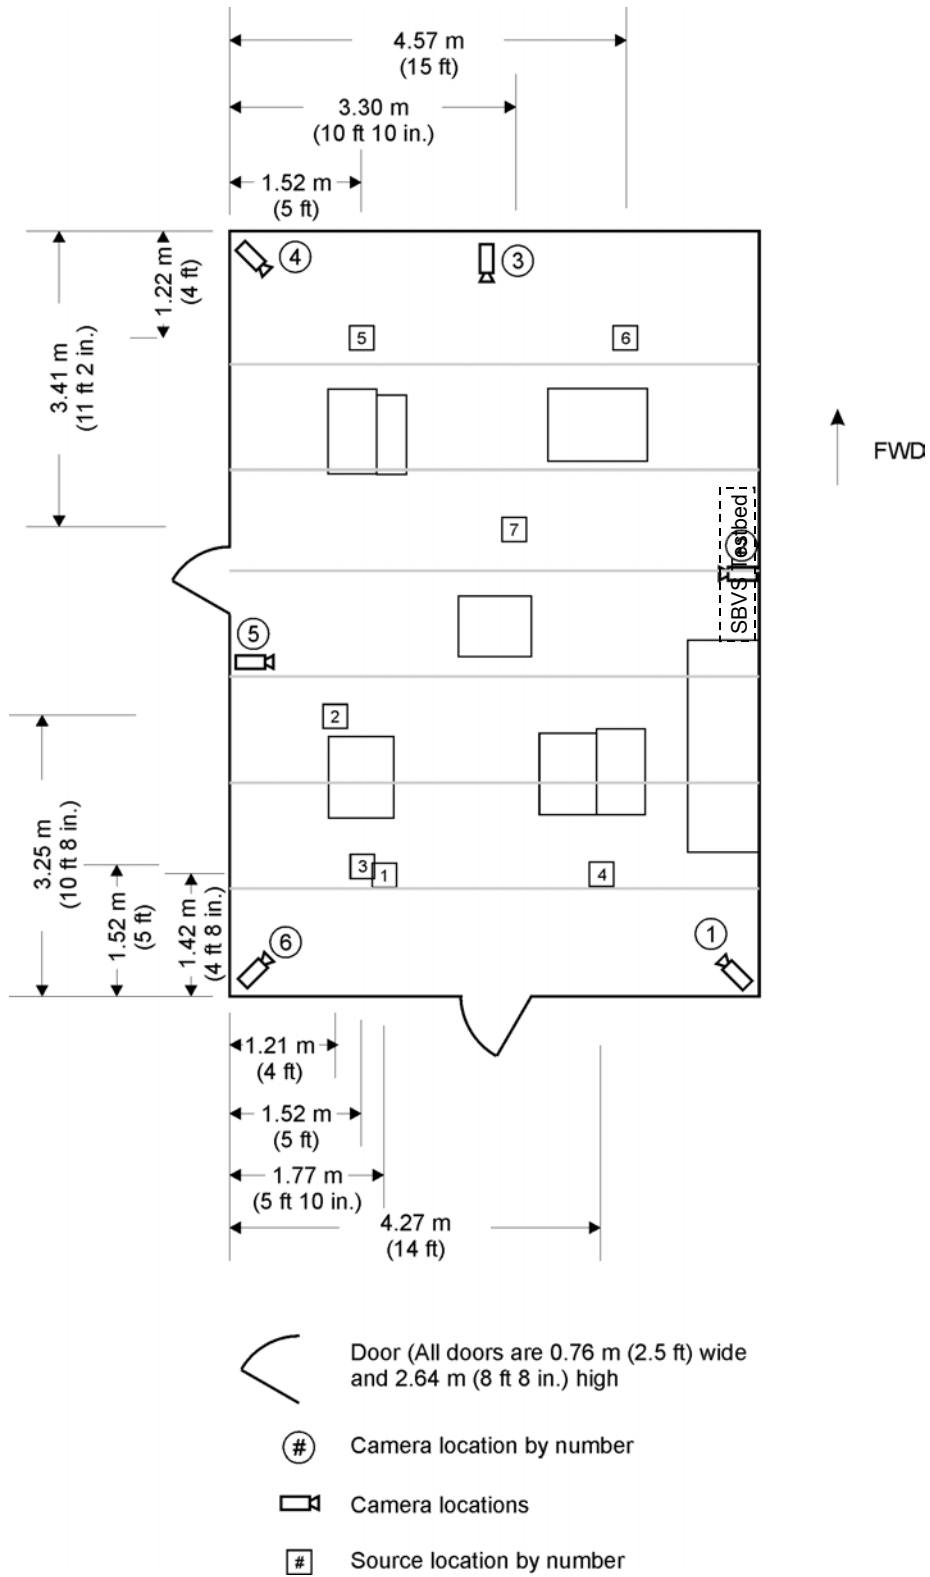 4.57 m
(15 ft)
3.30 m
(10 ft 10 in.)
1.52 m
(5 ft)
4
3
1.22 m
(4 ft)
5
6
3.41 m
(11 ft 2 in.)
FWD
7
SBVS Testbed
5
2
3.25 m
(10 ft 8 in.)
3
1
4
1.52 m
(5 ft)
1.42 m
(4 ft 8 in.)
6
1
1.21 m
(4 ft)
1.52 m
(5 ft)
1.77 m
(5 ft 10 in.)
4.27 m
(14 ft)
Door (All doors are 0.76 m (2.5 ft) wide
and 2.64 m (8 ft 8 in.) high
#
Camera location by number
Camera locations
#
Source location by number